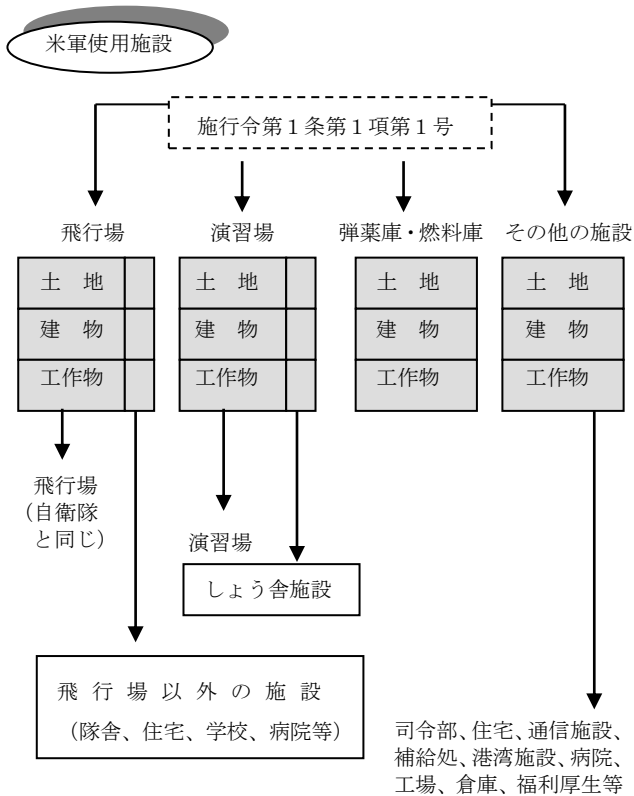 米軍使用施設
施行令第１条第１項第１号
飛行場
演習場
弾薬庫・燃料庫
その他の施設
土　地
建　物
工作物
土　地
建　物
工作物
土　地
建　物
工作物
土　地
建　物
工作物
飛行場
（自衛隊
と同じ）
演習場
しょう舎施設
飛行場以外の施設
（隊舎、住宅、学校、病院等）
司令部、住宅、通信施設、
補給処、港湾施設、病院、
工場、倉庫、福利厚生等